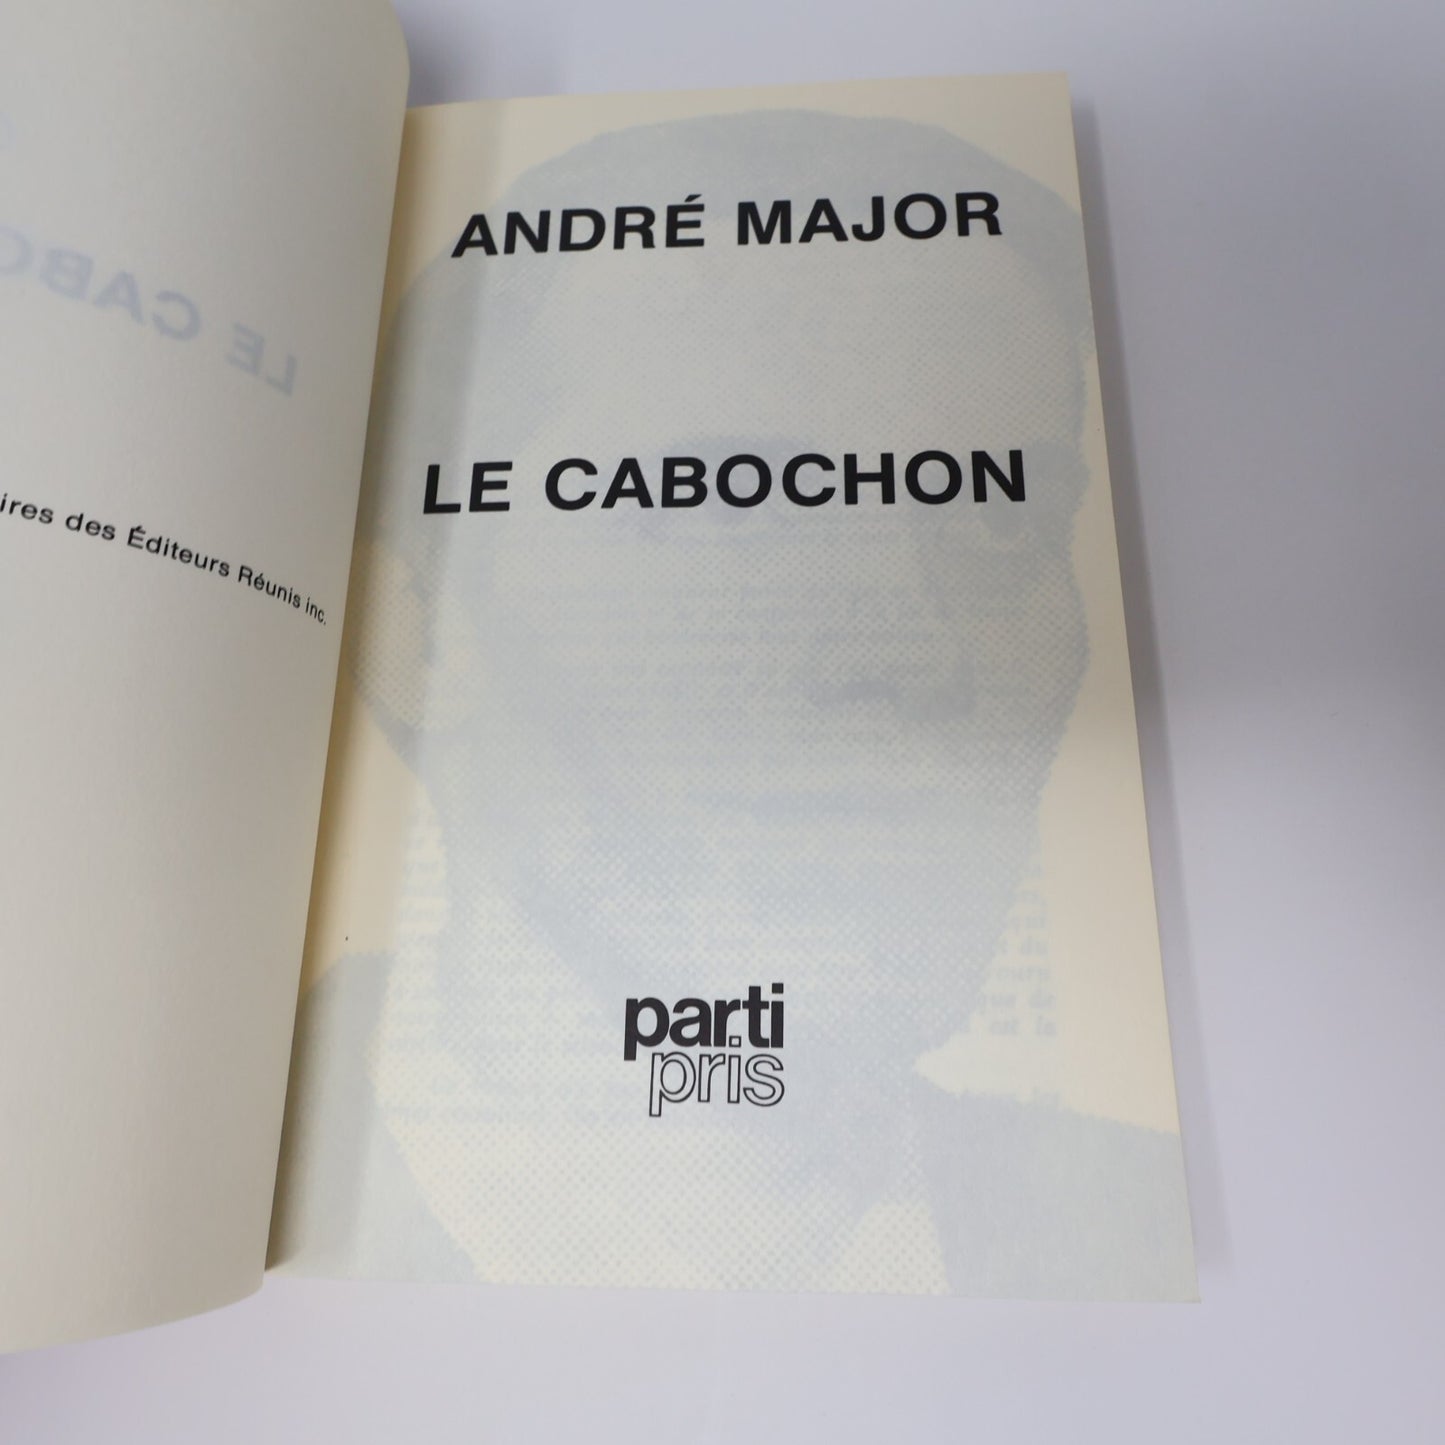 LE CABO
ires des Éditeurs Réunis inc.
ANDRÉ MAJOR
LE CABOCHON
parti
pris